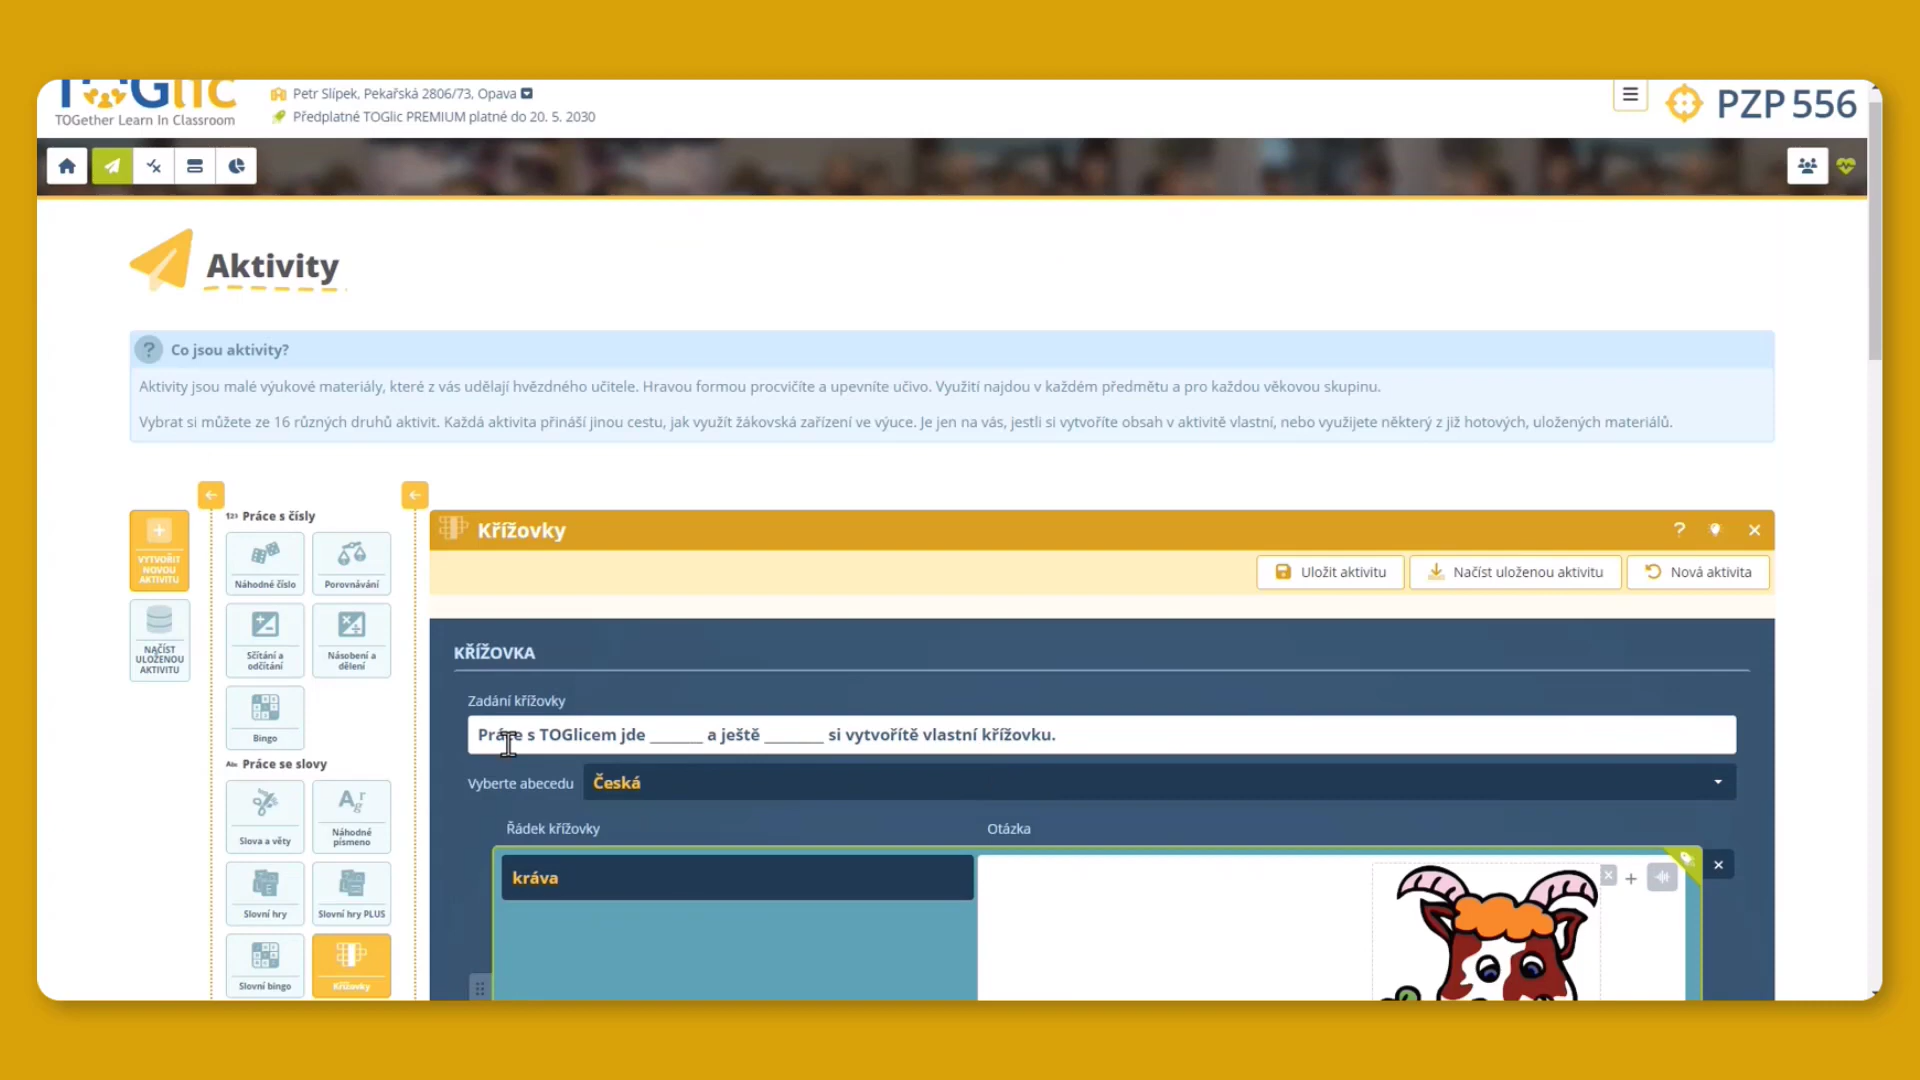 TOGlic
TOGether Learn In Classroom
Petr Slípek, Pekařská 2806/73, Opava
Předplatné TOGlic PREMIUM platné do 20. 5. 2030
PZP 556
Aktivity
? Co jsou aktivity?
Aktivity jsou malé výukové materiály, které z vás udělají hvězdného učitele. Hravou formou procvičíte a upevníte učivo. Využití najdou v každém předmětu a pro každou věkovou skupinu.
Vybrat si můžete ze 16 různých druhů aktivit. Každá aktivita přináší jinou cestu, jak využít žákovská zařízení ve výuce. Je jen na vás, jestli si vytvoříte obsah v aktivitě vlastní, nebo využijete některý z již hotových, uložených materiálů.
VYTVOŘIT
NOVOU
AKTIVITU
NAČÍST
ULOŽENOU
AKTIVITU
123 Práce s čísly
Náhodné číslo
Porovnávání
Sčítání a
odčítání
Násobení a
dělení
Bingo
Abc Práce se slovy
Slova a věty
Náhodné
písmeno
Slovní hry
Slovní hry PLUS
Slovní bingo
Křížovky
Křížovky
?
Uložit aktivitu
Načíst uloženou aktivitu
Nová aktivita
KŘÍŽOVKA
Zadání křížovky
Práce s TOGlicem jde _______ a ještě ________ si vytvořítě vlastní křížovku.
Vyberte abecedu
Česká
Řádek křížovky
Otázka
kráva